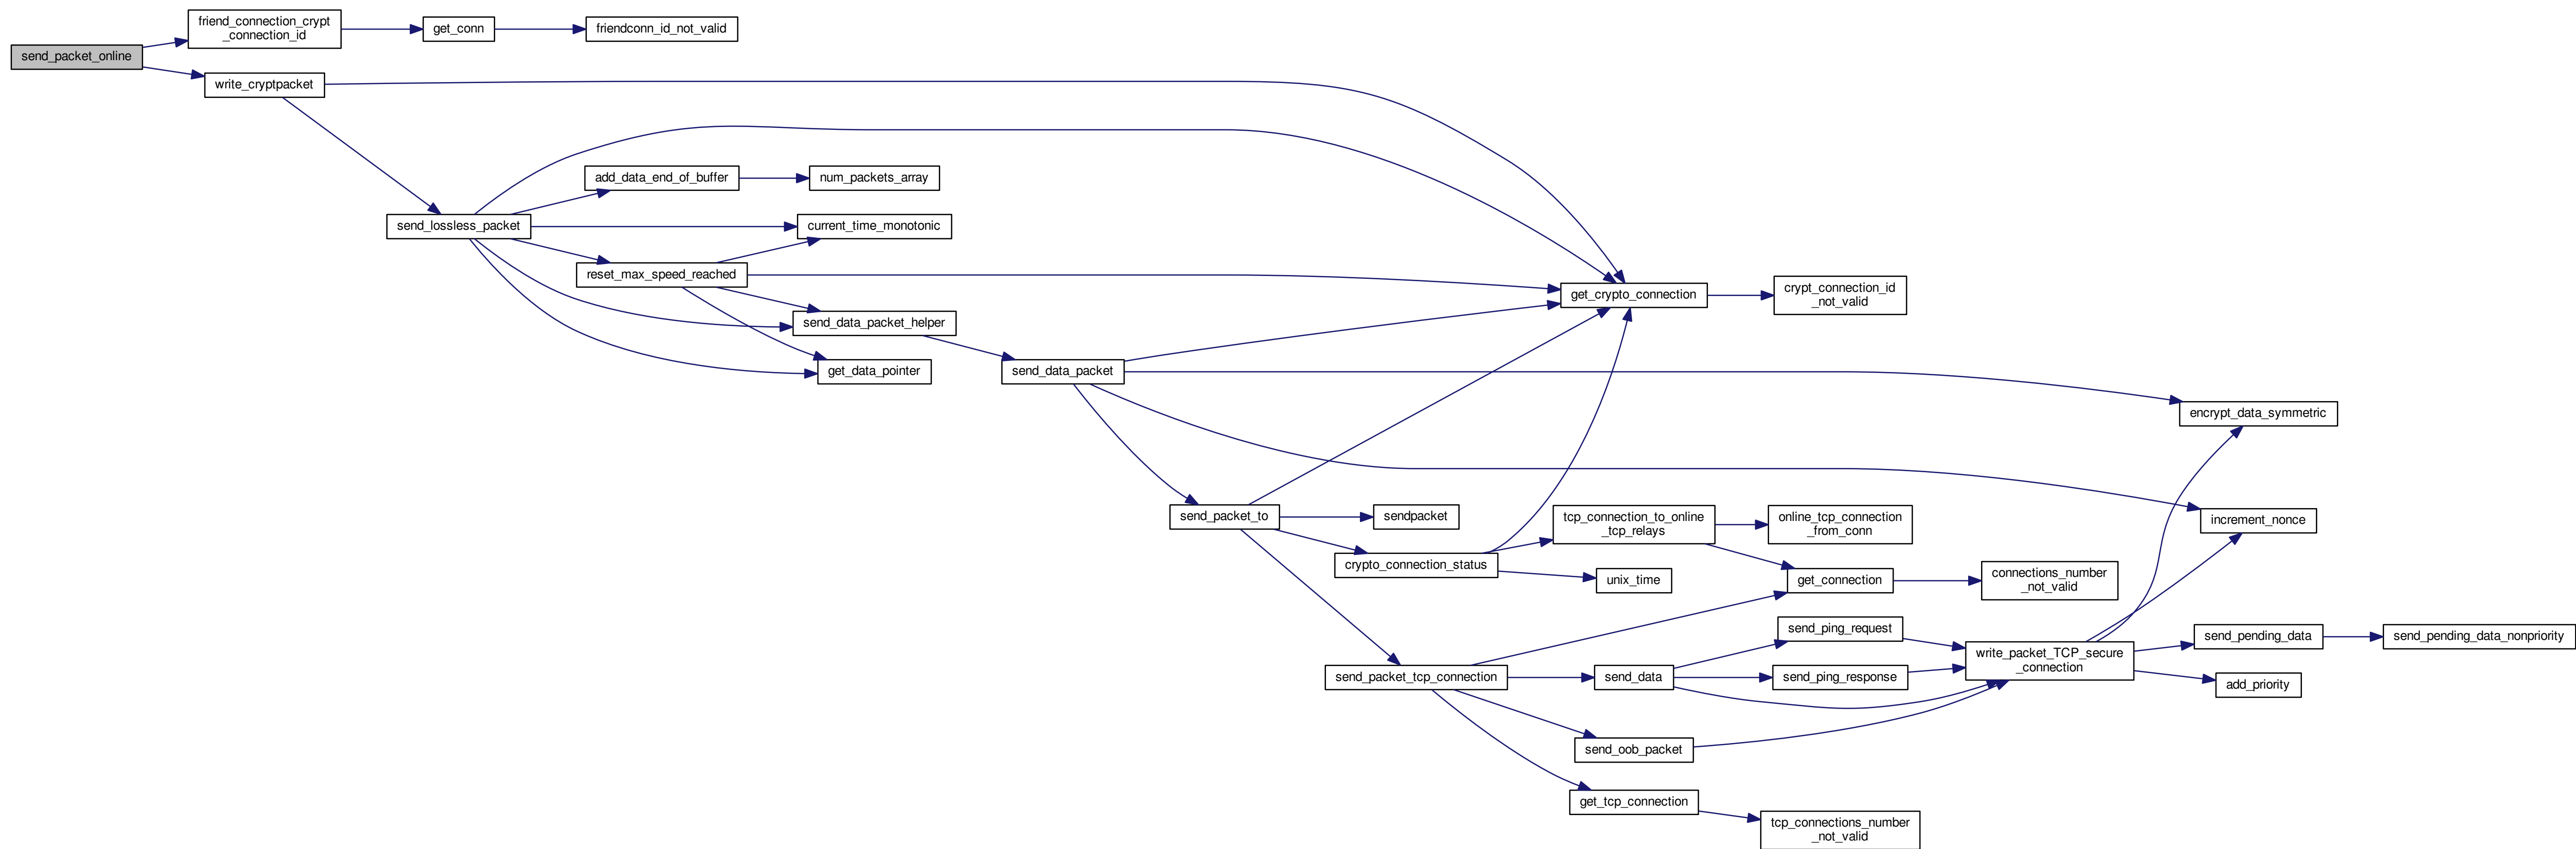 friend_connection_crypt
_connection_id
get_conn
friendconn_id_not_valid
send_packet_online
write_cryptpacket
add_data_end_of_buffer
num_packets_array
send_lossless_packet
current_time_monotonic
reset_max_speed_reached
get_crypto_connection
crypt_connection_id
_not_valid
send_data_packet_helper
get_data_pointer
send_data_packet
encrypt_data_symmetric
send_packet_to
sendpacket
tcp_connection_to_online
_tcp_relays
online_tcp_connection
_from_conn
increment_nonce
crypto_connection_status
unix_time
get_connection
connections_number
_not_valid
send_ping_request
send_pending_data
send_pending_data_nonpriority
write_packet_TCP_secure
_connection
send_packet_tcp_connection
send_data
send_ping_response
add_priority
send_oob_packet
get_tcp_connection
tcp_connections_number
_not_valid